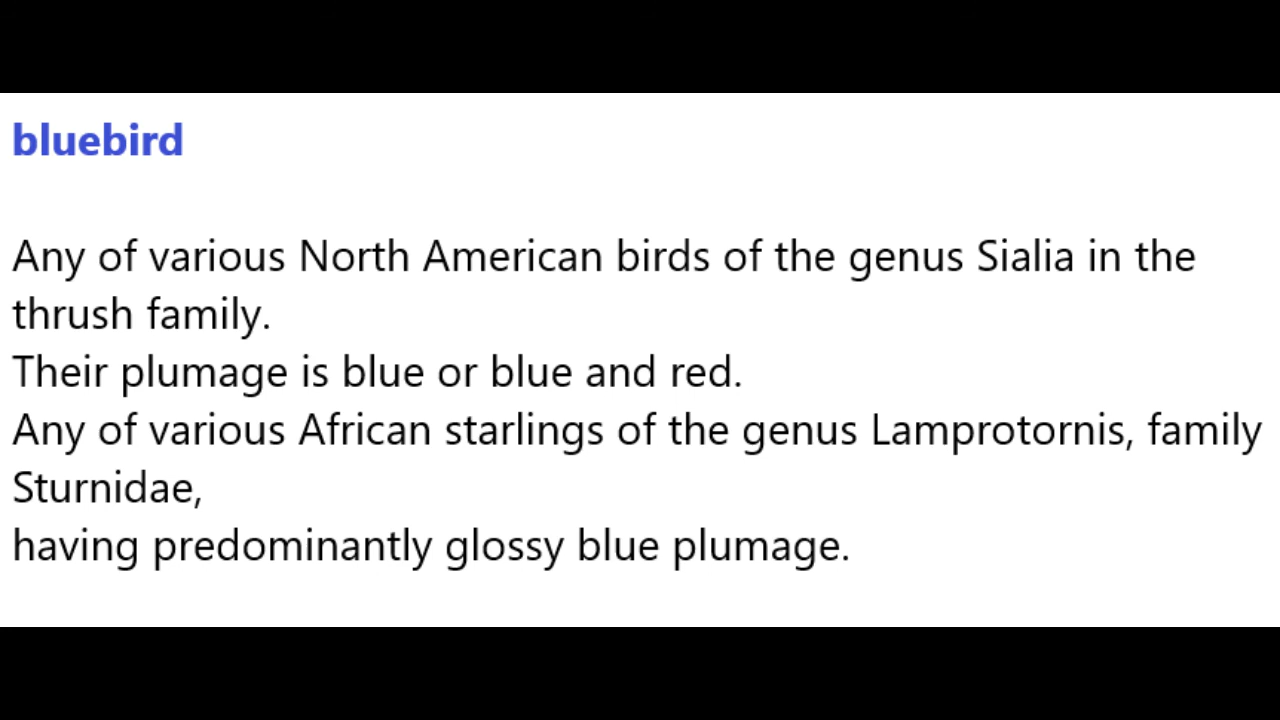 bluebird
Any of various North American birds of the genus Sialia in the
thrush family.
Their plumage is blue or blue and red.
Any of various African starlings of the genus Lamprotornis, family
Sturnidae,
having predominantly glossy blue plumage.